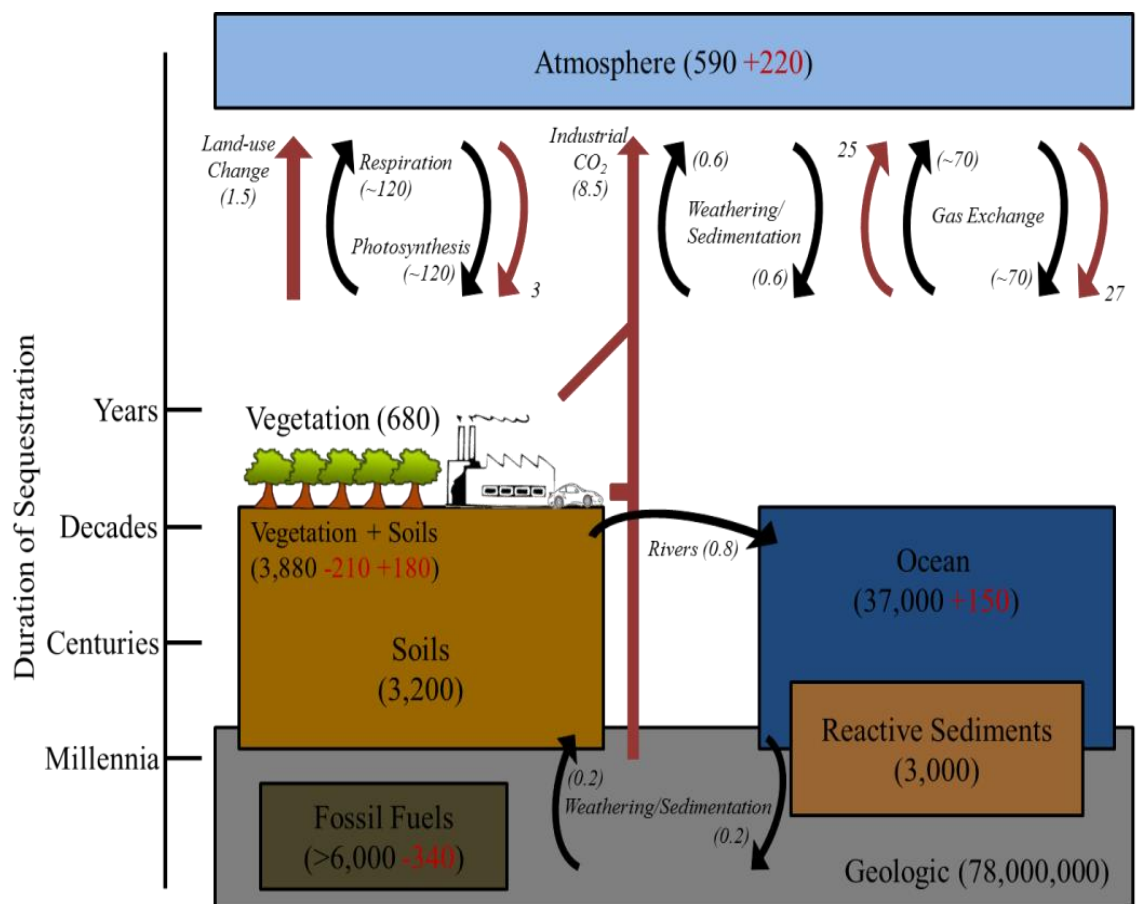 Atmosphere (590 +220)
Land-use
Change
(1.5)
Respiration
(~120)
Photosynthesis
(~120)
3
Industrial
CO2
(8.5)
(0.6)
Weathering/
Sedimentation
(0.6)
25
(~70)
Gas Exchange
(~70)
27
Duration of Sequestration
Years
Decades
Centuries
Millennia
Vegetation (680)
Vegetation + Soils
(3,880 -210 +180)
Soils
(3,200)
Rivers (0.8)
Ocean
(37,000 +150)
Reactive Sediments
(3,000)
Fossil Fuels
(>6,000 -340)
(0.2)
Weathering/Sedimentation
(0.2)
Geologic (78,000,000)